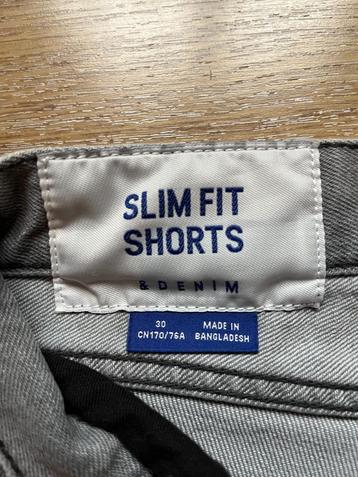 SLIM FIT
SHORTS
& DENIM
30
CN170/76A
MADE IN
BANGLADESH